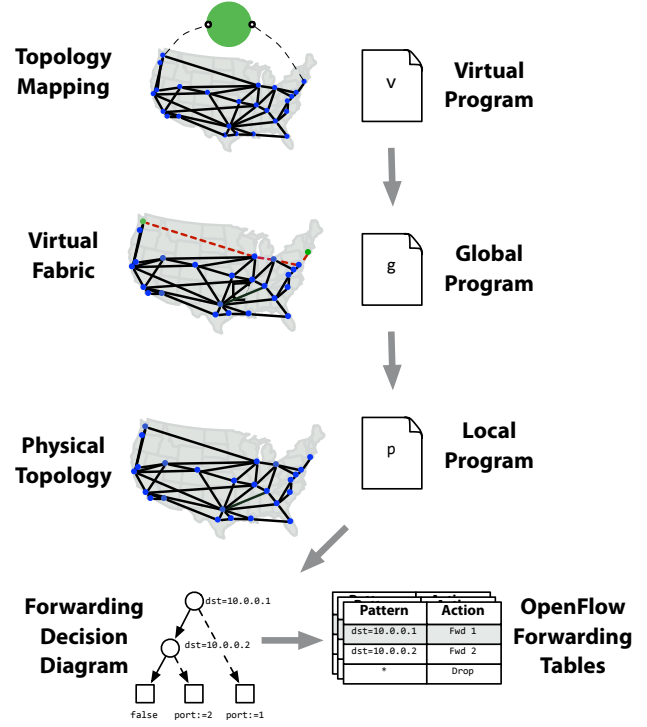 Topology
Mapping
v
Virtual
Program
Virtual
Fabric
g
Global
Program
Physical
Topology
p
Local
Program
Forwarding
Decision
Diagram
dst=10.0.0.1
dst=10.0.0.2
false port:=2 port:=1
Pattern Action
dst=10.0.0.1 Fwd 1
dst=10.0.0.2 Fwd 2
* Drop
OpenFlow
Forwarding
Tables